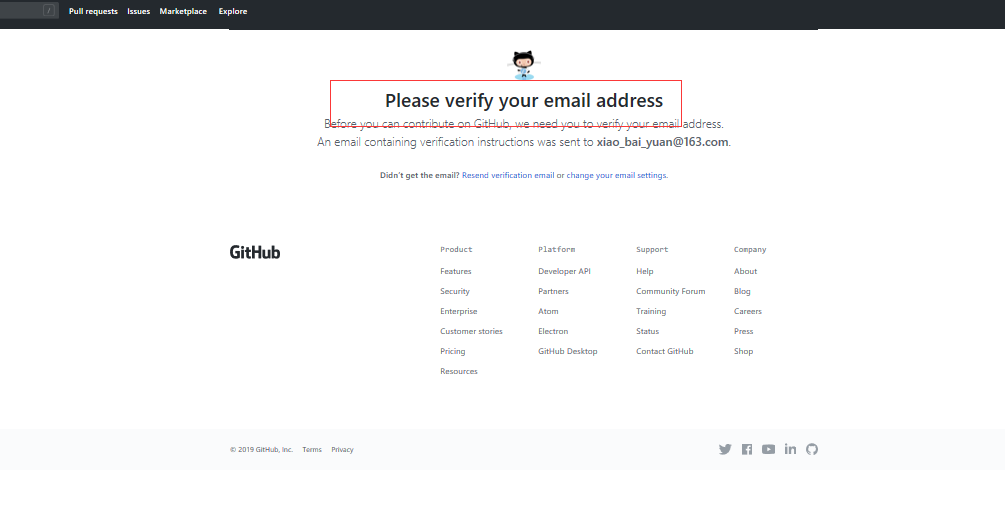 / Pull requests Issues Marketplace Explore
Please verify your email address
Before you can contribute on GitHub, we need you to verify your email address.
An email containing verification instructions was sent to xiao_bai_yuan@163.com.
Didn't get the email? Resend verification email or change your email settings.
GitHub
Product
Features
Security
Enterprise
Customer stories
Pricing
Resources
Platform
Developer API
Partners
Atom
Electron
GitHub Desktop
Support
Help
Community Forum
Training
Status
Contact GitHub
Company
About
Blog
Careers
Press
Shop
© 2019 GitHub, Inc. Terms Privacy